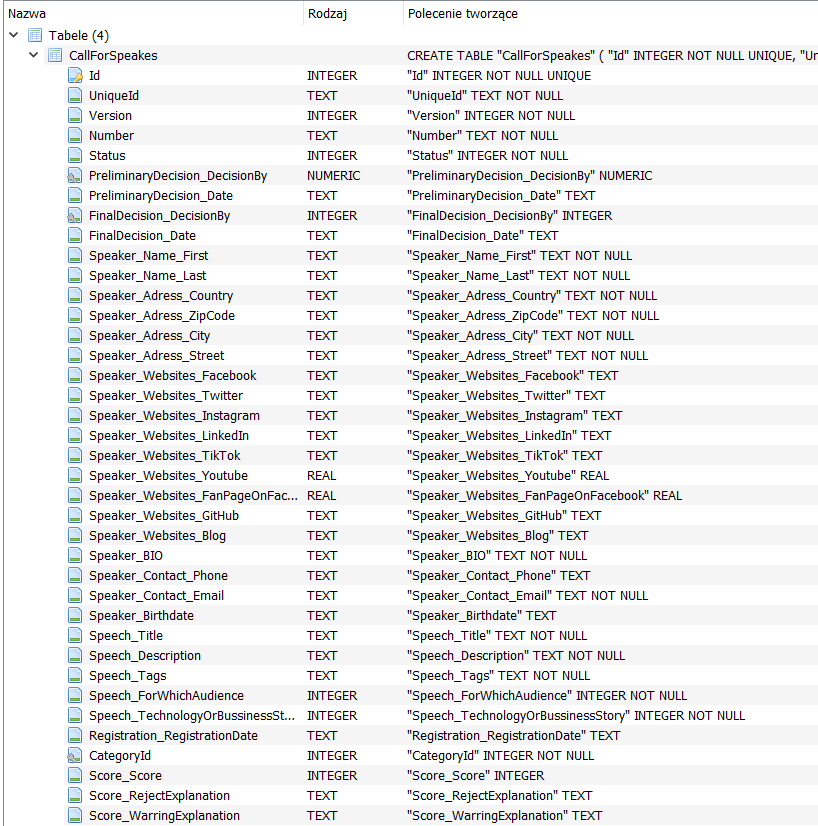 Nazwa Rodzaj Polecenie tworzące
Tabele (4)
CallForSpeakes CREATE TABLE "CallForSpeakes" ( "Id" INTEGER NOT NULL UNIQUE, "Un
Id INTEGER "Id" INTEGER NOT NULL UNIQUE
UniqueId TEXT "UniqueId" TEXT NOT NULL
Version INTEGER "Version" INTEGER NOT NULL
Number TEXT "Number" TEXT NOT NULL
Status INTEGER "Status" INTEGER NOT NULL
PreliminaryDecision_DecisionBy NUMERIC "PreliminaryDecision_DecisionBy" NUMERIC
PreliminaryDecision_Date TEXT "PreliminaryDecision_Date" TEXT
FinalDecision_DecisionBy INTEGER "FinalDecision_DecisionBy" INTEGER
FinalDecision_Date TEXT "FinalDecision_Date" TEXT
Speaker_Name_First TEXT "Speaker_Name_First" TEXT NOT NULL
Speaker_Name_Last TEXT "Speaker_Name_Last" TEXT NOT NULL
Speaker_Adress_Country TEXT "Speaker_Adress_Country" TEXT NOT NULL
Speaker_Adress_ZipCode TEXT "Speaker_Adress_ZipCode" TEXT NOT NULL
Speaker_Adress_City TEXT "Speaker_Adress_City" TEXT NOT NULL
Speaker_Adress_Street TEXT "Speaker_Adress_Street" TEXT NOT NULL
Speaker_Websites_Facebook TEXT "Speaker_Websites_Facebook" TEXT
Speaker_Websites_Twitter TEXT "Speaker_Websites_Twitter" TEXT
Speaker_Websites_Instagram TEXT "Speaker_Websites_Instagram" TEXT
Speaker_Websites_LinkedIn TEXT "Speaker_Websites_LinkedIn" TEXT
Speaker_Websites_TikTok TEXT "Speaker_Websites_TikTok" TEXT
Speaker_Websites_Youtube REAL "Speaker_Websites_Youtube" REAL
Speaker_Websites_FanPageOnFac... REAL "Speaker_Websites_FanPageOnFacebook" REAL
Speaker_Websites_GitHub TEXT "Speaker_Websites_GitHub" TEXT
Speaker_Websites_Blog TEXT "Speaker_Websites_Blog" TEXT
Speaker_BIO TEXT "Speaker_BIO" TEXT NOT NULL
Speaker_Contact_Phone TEXT "Speaker_Contact_Phone" TEXT
Speaker_Contact_Email TEXT "Speaker_Contact_Email" TEXT NOT NULL
Speaker_Birthdate TEXT "Speaker_Birthdate" TEXT
Speech_Title TEXT "Speech_Title" TEXT NOT NULL
Speech_Description TEXT "Speech_Description" TEXT NOT NULL
Speech_Tags TEXT "Speech_Tags" TEXT NOT NULL
Speech_ForWhichAudience INTEGER "Speech_ForWhichAudience" INTEGER NOT NULL
Speech_TechnologyOrBussinessSt... INTEGER "Speech_TechnologyOrBussinessStory" INTEGER NOT NULL
Registration_RegistrationDate TEXT "Registration_RegistrationDate" TEXT
CategoryId INTEGER "CategoryId" INTEGER NOT NULL
Score_Score INTEGER "Score_Score" INTEGER
Score_RejectExplanation TEXT "Score_RejectExplanation" TEXT
Score_WarringExplanation TEXT "Score_WarringExplanation" TEXT